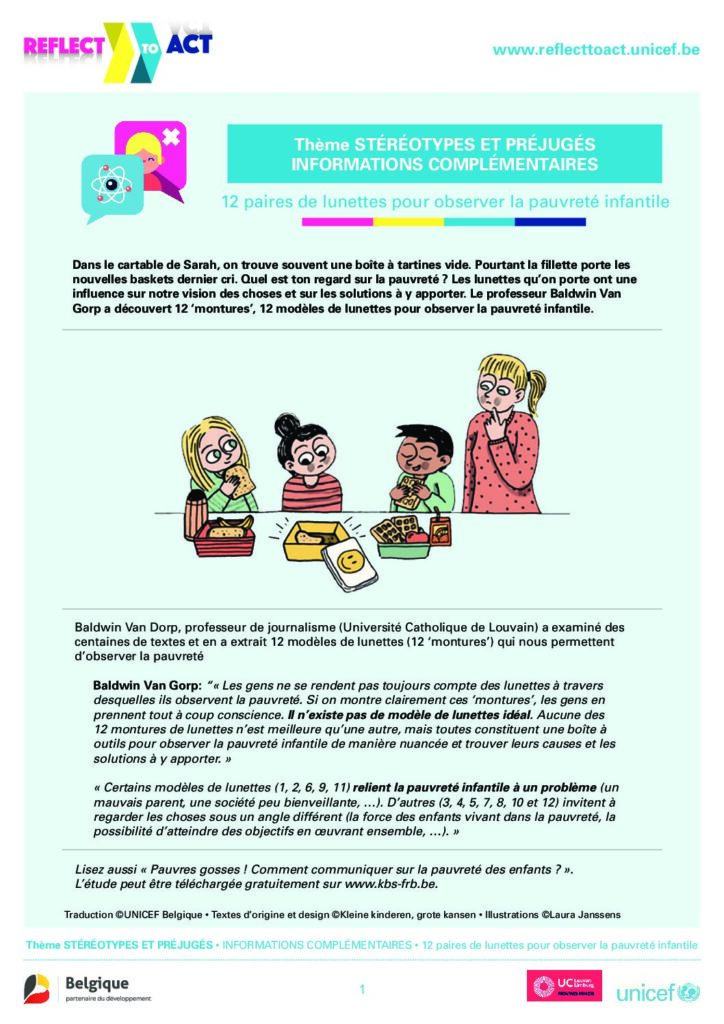 REFLECT TO ACT
www.reflecttoact.unicef.be
Thème STÉRÉOTYPES ET PRÉJUGÉS
INFORMATIONS COMPLÉMENTAIRES
12 paires de lunettes pour observer la pauvreté infantile
Dans le cartable de Sarah, on trouve souvent une boîte à tartines vide. Pourtant la fillette porte les
nouvelles baskets dernier cri. Quel est ton regard sur la pauvreté ? Les lunettes qu’on porte ont une
influence sur notre vision des choses et sur les solutions à y apporter. Le professeur Baldwin Van
Gorp a découvert 12 ‘montures’, 12 modèles de lunettes pour observer la pauvreté infantile.
Baldwin Van Dorp, professeur de journalisme (Université Catholique de Louvain) a examiné des
centaines de textes et en a extrait 12 modèles de lunettes (12 ‘montures’) qui nous permettent
d’observer la pauvreté
Baldwin Van Gorp: “« Les gens ne se rendent pas toujours compte des lunettes à travers
desquelles ils observent la pauvreté. Si on montre clairement ces ‘montures’, les gens en
prennent tout à coup conscience. Il n’existe pas de modèle de lunettes idéal. Aucune des
12 montures de lunettes n’est meilleure qu’une autre, mais toutes constituent une boîte à
outils pour observer la pauvreté infantile de manière nuancée et trouver leurs causes et les
solutions à y apporter. »
« Certains modèles de lunettes (1, 2, 6, 9, 11) relient la pauvreté infantile à un problème (un
mauvais parent, une société peu bienveillante, …). D’autres (3, 4, 5, 7, 8, 10 et 12) invitent à
regarder les choses sous un angle différent (la force des enfants vivant dans la pauvreté, la
possibilité d’atteindre des objectifs en œuvrant ensemble, …). »
Lisez aussi « Pauvres gosses ! Comment communiquer sur la pauvreté des enfants ? ».
L’étude peut être téléchargée gratuitement sur www.kbs-frb.be.
Traduction ©UNICEF Belgique • Textes d’origine et design ©Kleine kinderen, grote kansen • Illustrations ©Laura Janssens
Thème STÉRÉOTYPES ET PRÉJUGÉS • INFORMATIONS COMPLÉMENTAIRES • 12 paires de lunettes pour observer la pauvreté infantile
Belgique
partenaire du développement
1
UC Leuven Limburg
MOVING MINDS
unicef